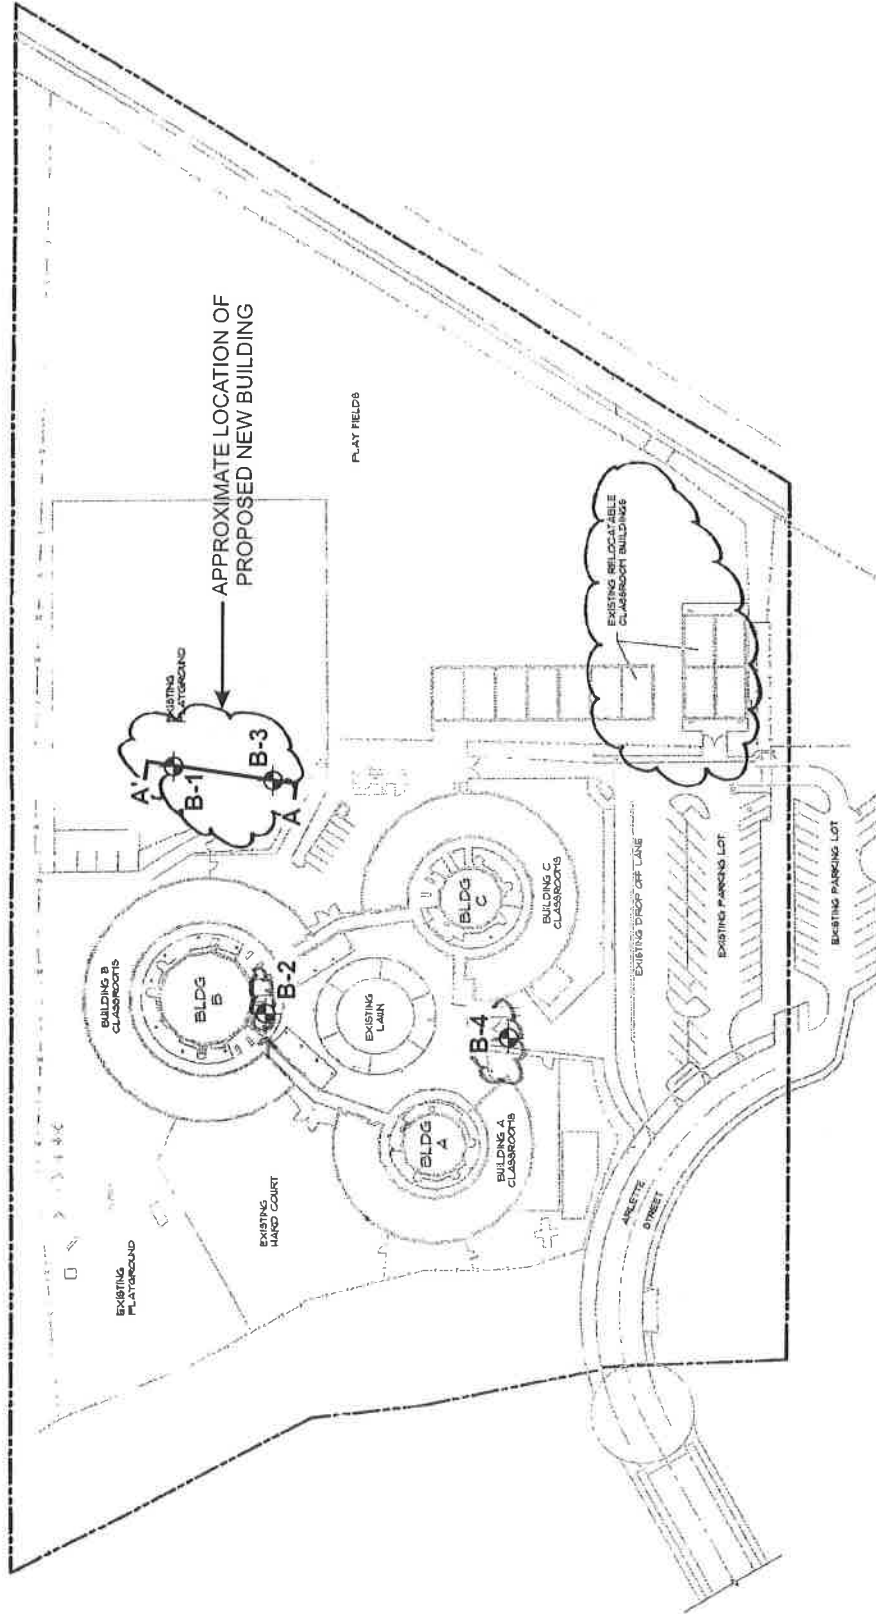 APPROXIMATE LOCATION OF
PROPOSED NEW BUILDING
PLAY FIELDS
EXISTING
PLAYGROUND
A'
B-1
B-3
A
EXISTING RELOCATABLE
CLASSROOM BUILDINGS
BUILDING B
CLASSROOMS
BLDG
B
B-2
BLDG
C
BUILDING C
CLASSROOMS
EXISTING
LAWN
B-4
BLDG
A
BUILDING A
CLASSROOMS
EXISTING DROP OFF LANE
EXISTING PARKING LOT
EXISTING PARKING LOT
EXISTING
PLAYGROUND
EXISTING
HARD COURT
ARLETTE
STREET